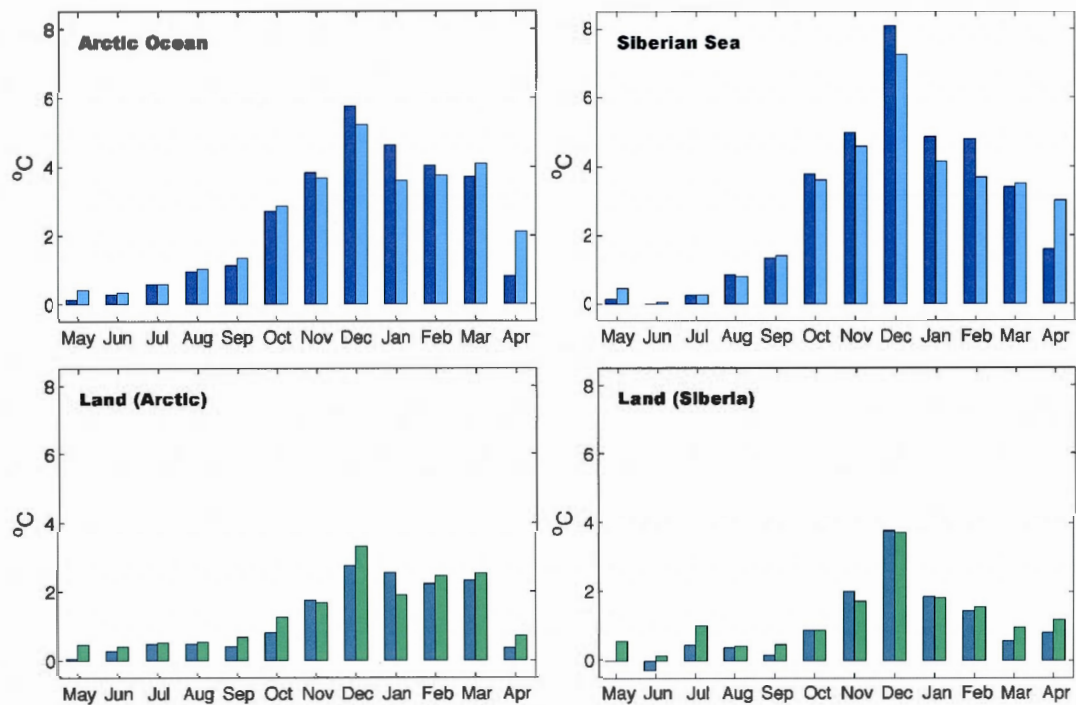 Arctic Ocean
8
6
4
2
0
°C
May Jun Jul Aug Sep Oct Nov Dec Jan Feb Mar Apr
Siberian Sea
8
6
4
2
0
°C
May Jun Jul Aug Sep Oct Nov Dec Jan Feb Mar Apr
Land (Arctic)
8
6
4
2
0
°C
May Jun Jul Aug Sep Oct Nov Dec Jan Feb Mar Apr
Land (Siberia)
8
6
4
2
0
°C
May Jun Jul Aug Sep Oct Nov Dec Jan Feb Mar Apr